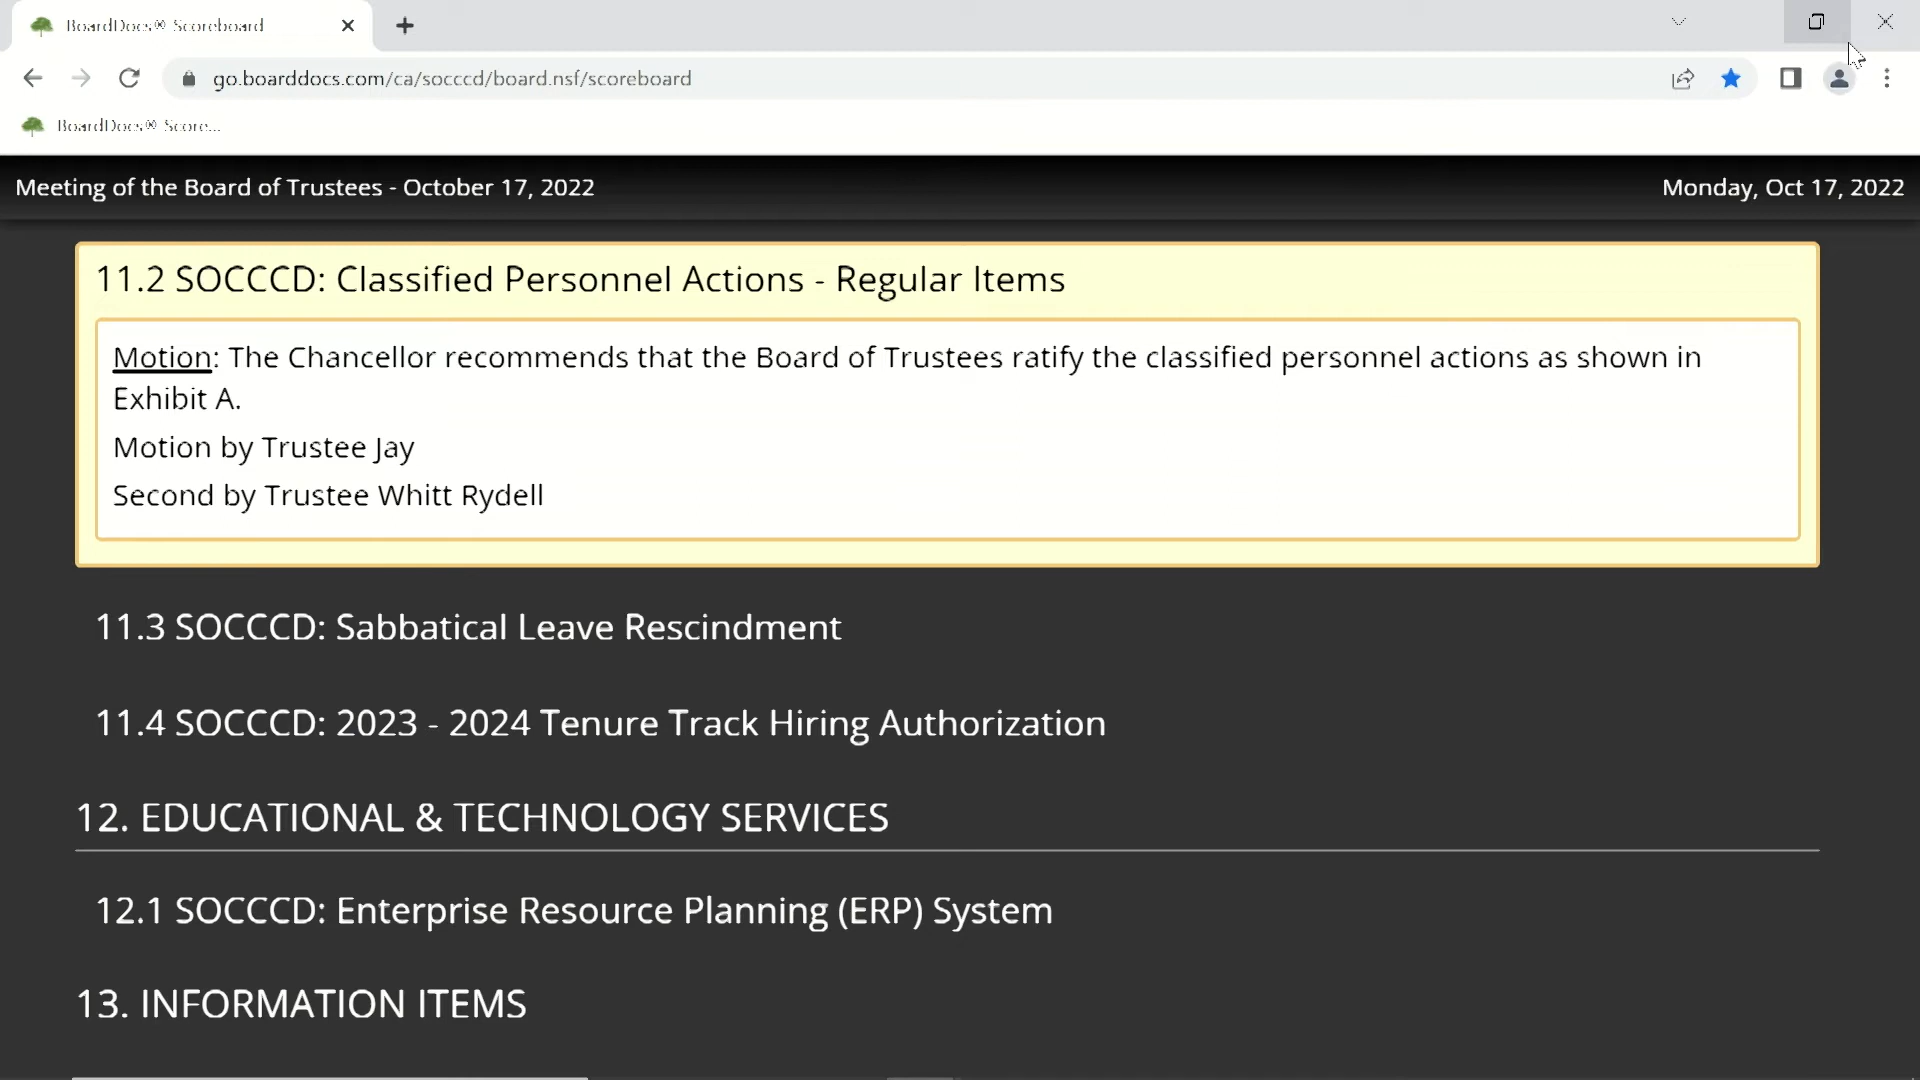 BoardDocs® Scoreboard
go.boarddocs.com/ca/socccd/board.nsf/scoreboard
BoardDocs® Score...
Meeting of the Board of Trustees - October 17, 2022
Monday, Oct 17, 2022
11.2 SOCCCD: Classified Personnel Actions - Regular Items
Motion: The Chancellor recommends that the Board of Trustees ratify the classified personnel actions as shown in
Exhibit A.
Motion by Trustee Jay
Second by Trustee Whitt Rydell
11.3 SOCCCD: Sabbatical Leave Rescindment
11.4 SOCCCD: 2023 - 2024 Tenure Track Hiring Authorization
12. EDUCATIONAL & TECHNOLOGY SERVICES
12.1 SOCCCD: Enterprise Resource Planning (ERP) System
13. INFORMATION ITEMS